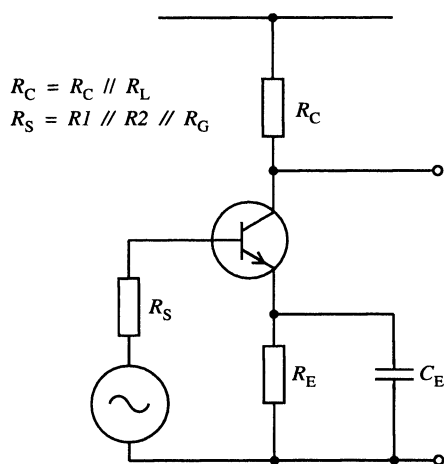 R_C = R_C // R_L
R_S = R1 // R2 // R_G
R_C
R_S
R_E
C_E